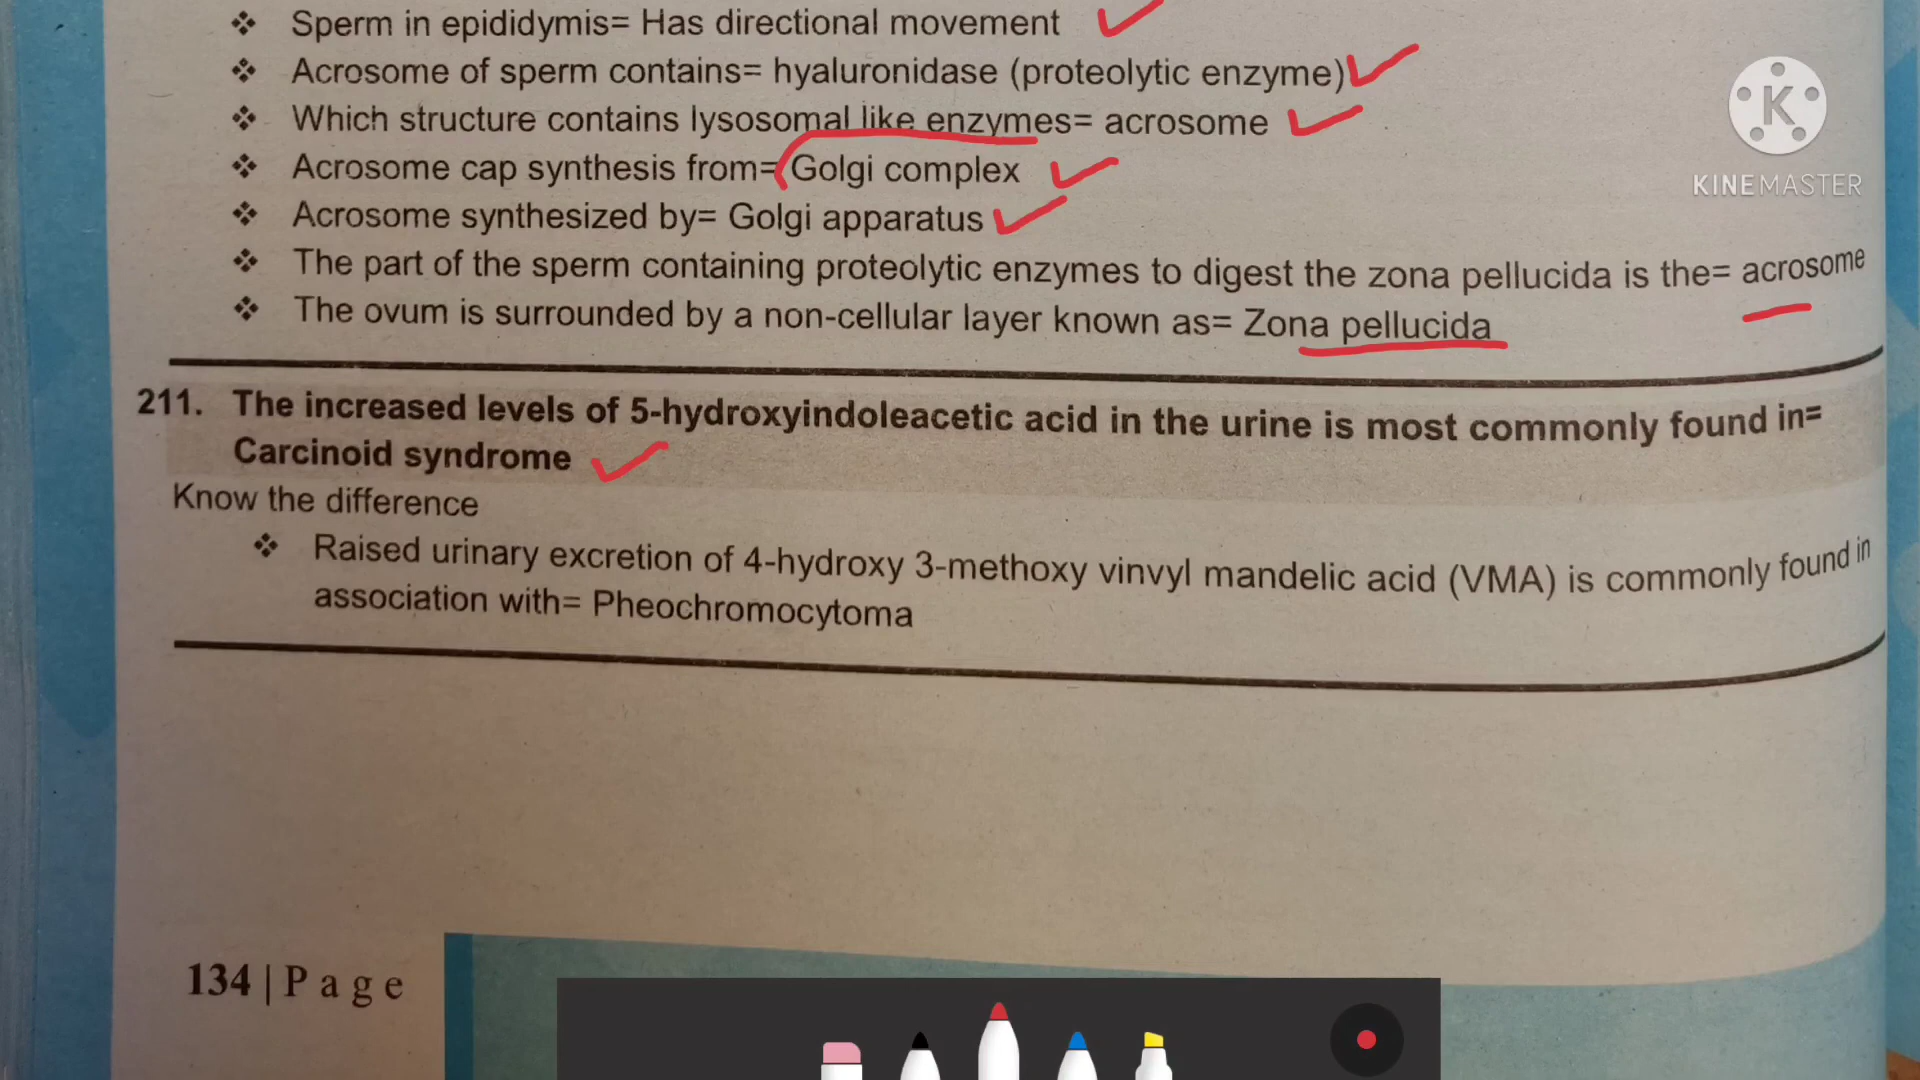 ❖ Sperm in epididymis= Has directional movement
❖ Acrosome of sperm contains= hyaluronidase (proteolytic enzyme)
❖ Which structure contains lysosomal like enzymes= acrosome
❖ Acrosome cap synthesis from= Golgi complex
❖ Acrosome synthesized by= Golgi apparatus
❖ The part of the sperm containing proteolytic enzymes to digest the zona pellucida is the= acrosome
❖ The ovum is surrounded by a non-cellular layer known as= Zona pellucida
211. The increased levels of 5-hydroxyindoleacetic acid in the urine is most commonly found in=
Carcinoid syndrome
Know the difference
❖ Raised urinary excretion of 4-hydroxy 3-methoxy vinvyl mandelic acid (VMA) is commonly found in
association with= Pheochromocytoma
134 | P a g e
K
KINEMASTER